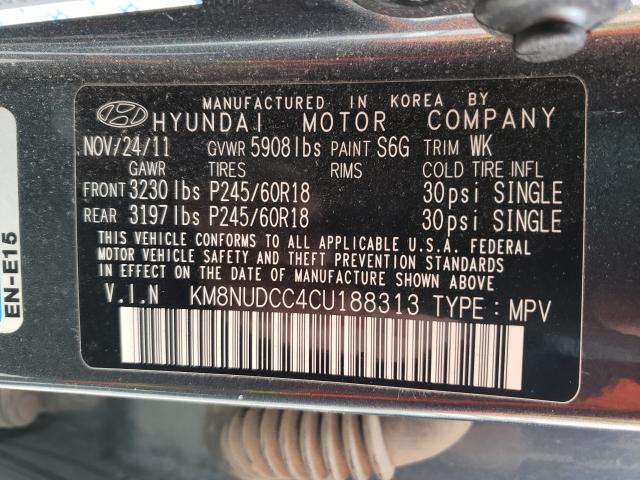 MANUFACTURED IN KOREA BY
HYUNDAI MOTOR COMPANY
NOV/24/11 GVWR 5908lbs PAINT S6G TRIM WK
GAWR TIRES RIMS COLD TIRE INFL
FRONT 3230lbs P245/60R18 30psi SINGLE
REAR 3197lbs P245/60R18 30psi SINGLE
THIS VEHICLE CONFORMS TO ALL APPLICABLE U.S.A. FEDERAL
MOTOR VEHICLE SAFETY AND THEFT PREVENTION STANDARDS
IN EFFECT ON THE DATE OF MANUFACTURE SHOWN ABOVE
V.I.N KM8NUDCC4CU188313 TYPE : MPV
EN-E15